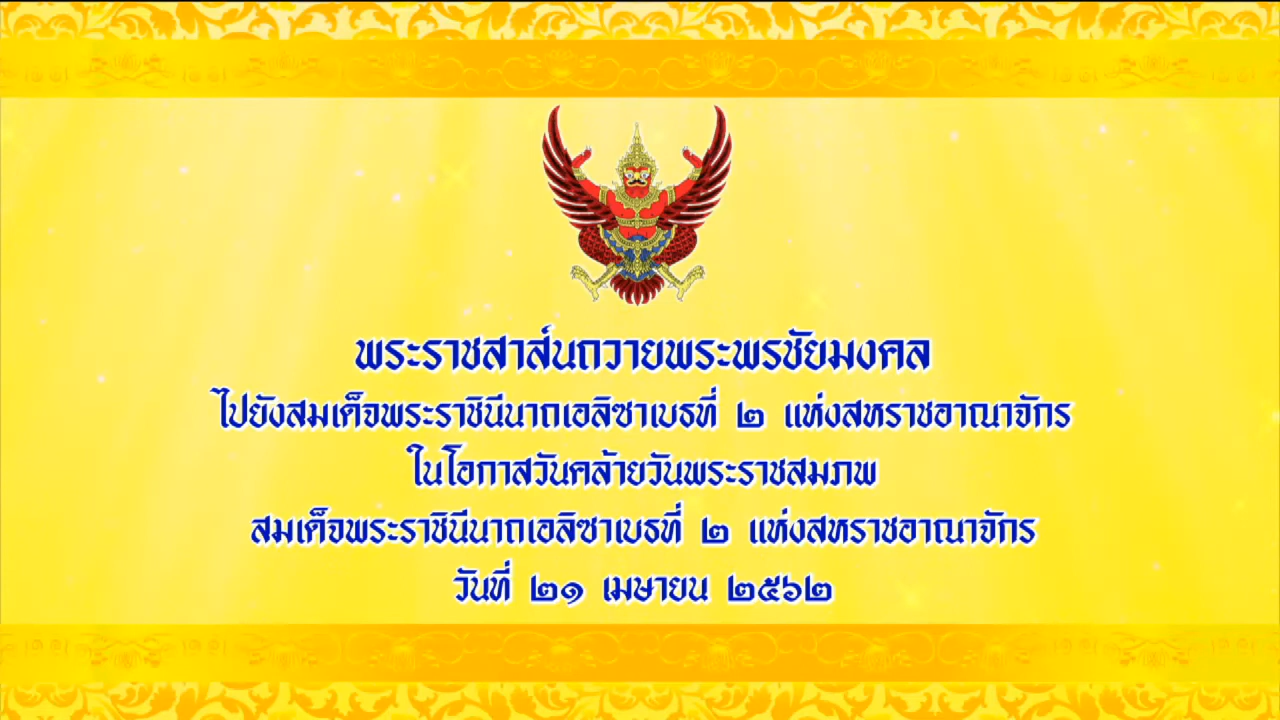 พระราชสาส์นถวายพระพรชัยมงคล
ไปยังสมเด็จพระราชินีนาถเอลิซาเบธที่ ๒ แห่งสหราชอาณาจักร
ในโอกาสวันคล้ายวันพระราชสมภพ
สมเด็จพระราชินีนาถเอลิซาเบธที่ ๒ แห่งสหราชอาณาจักร
วันที่ ๒๑ เมษายน ๒๕๖๒